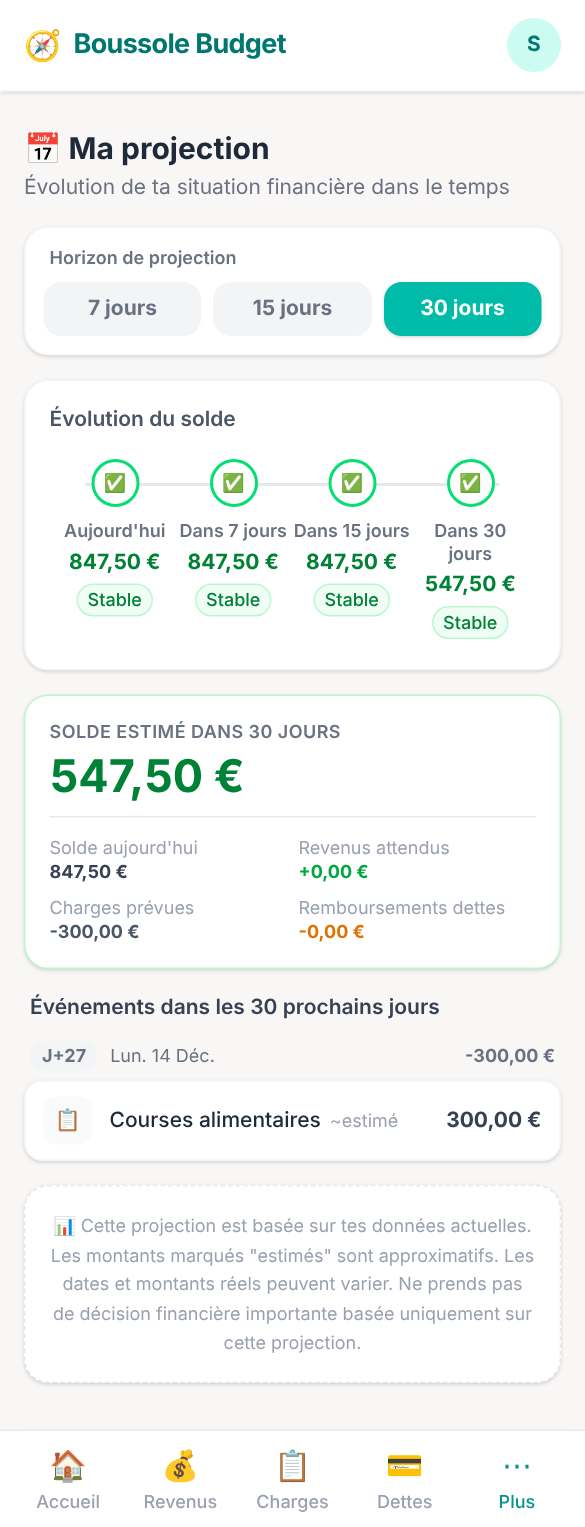 Boussole Budget
S
Ma projection
Évolution de ta situation financière dans le temps
Horizon de projection
7 jours
15 jours
30 jours
Évolution du solde
Aujourd'hui
847,50 €
Stable
Dans 7 jours
847,50 €
Stable
Dans 15 jours
847,50 €
Stable
Dans 30
jours
547,50 €
Stable
SOLDE ESTIMÉ DANS 30 JOURS
547,50 €
Solde aujourd'hui
847,50 €
Revenus attendus
+0,00 €
Charges prévues
-300,00 €
Remboursements dettes
-0,00 €
Événements dans les 30 prochains jours
J+27 Lun. 14 Déc. -300,00 €
Courses alimentaires ~estimé 300,00 €
Cette projection est basée sur tes données actuelles.
Les montants marqués "estimés" sont approximatifs. Les
dates et montants réels peuvent varier. Ne prends pas
de décision financière importante basée uniquement sur
cette projection.
Accueil
Revenus
Charges
Dettes
Plus